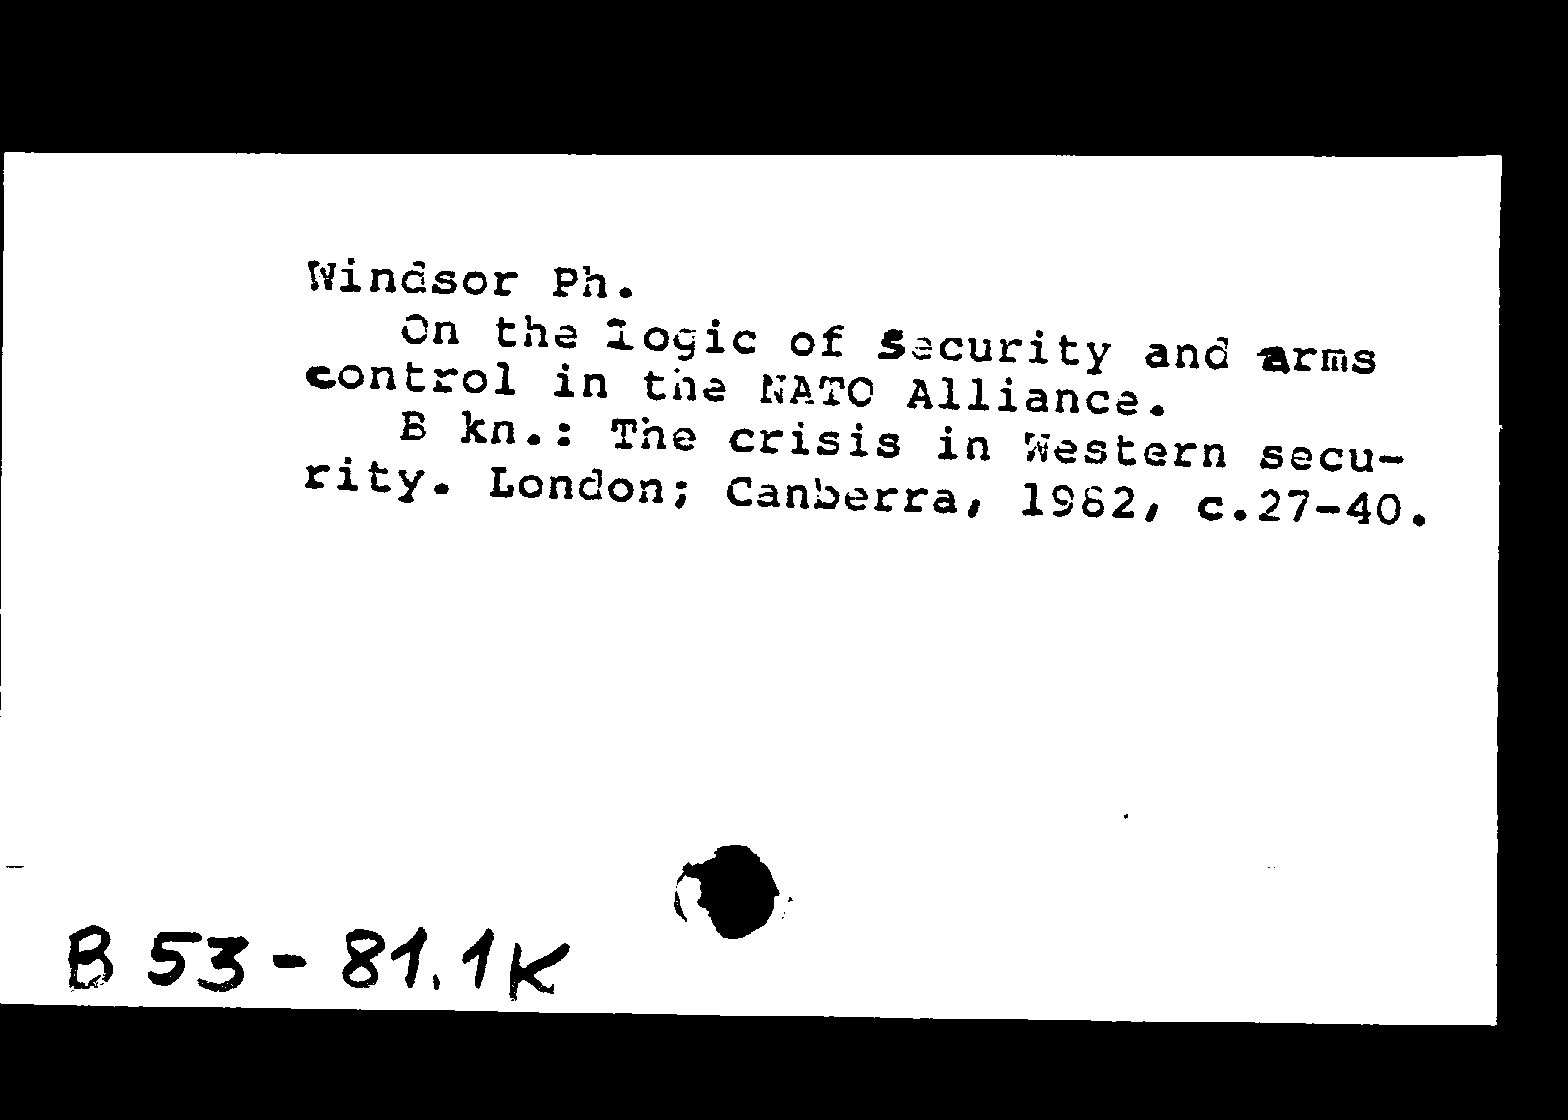 Windsor Ph.
On the logic of security and arms
control in the NATO Alliance.
B kn.: The crisis in Western secu-
rity. London; Canberra, 1982, c.27-40.
B 53 - 81.1K